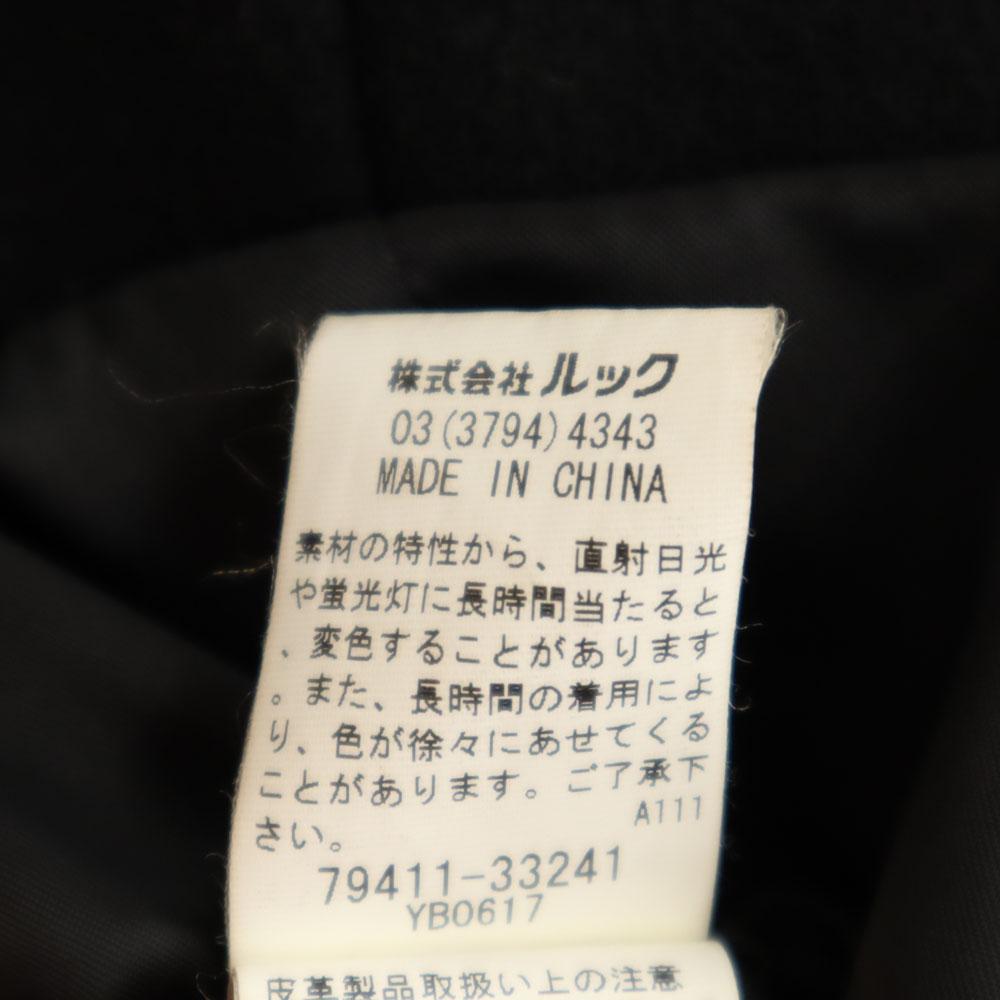 株式会社ルック
03(3794)4343
MADE IN CHINA
素材の特性から、直射日光
や蛍光灯に長時間当たると
、変色することがあります
。また、長時間の着用によ
り、色が徐々にあせてくる
ことがあります。ご了承下
さい。
A111
79411-33241
YB0617
皮革製品取扱い上の注意